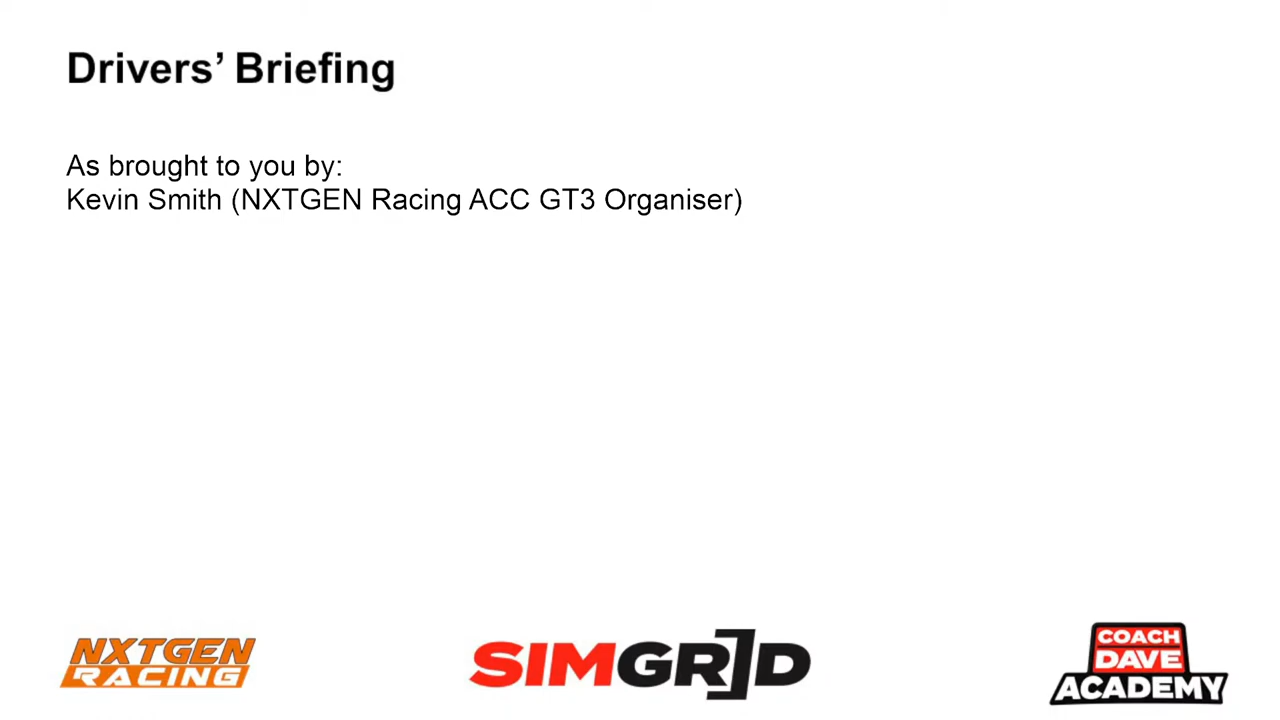 Drivers’ Briefing
As brought to you by:
Kevin Smith (NXTGEN Racing ACC GT3 Organiser)
NXTGEN
RACING
SIMGRID
COACH
DAVE
ACADEMY